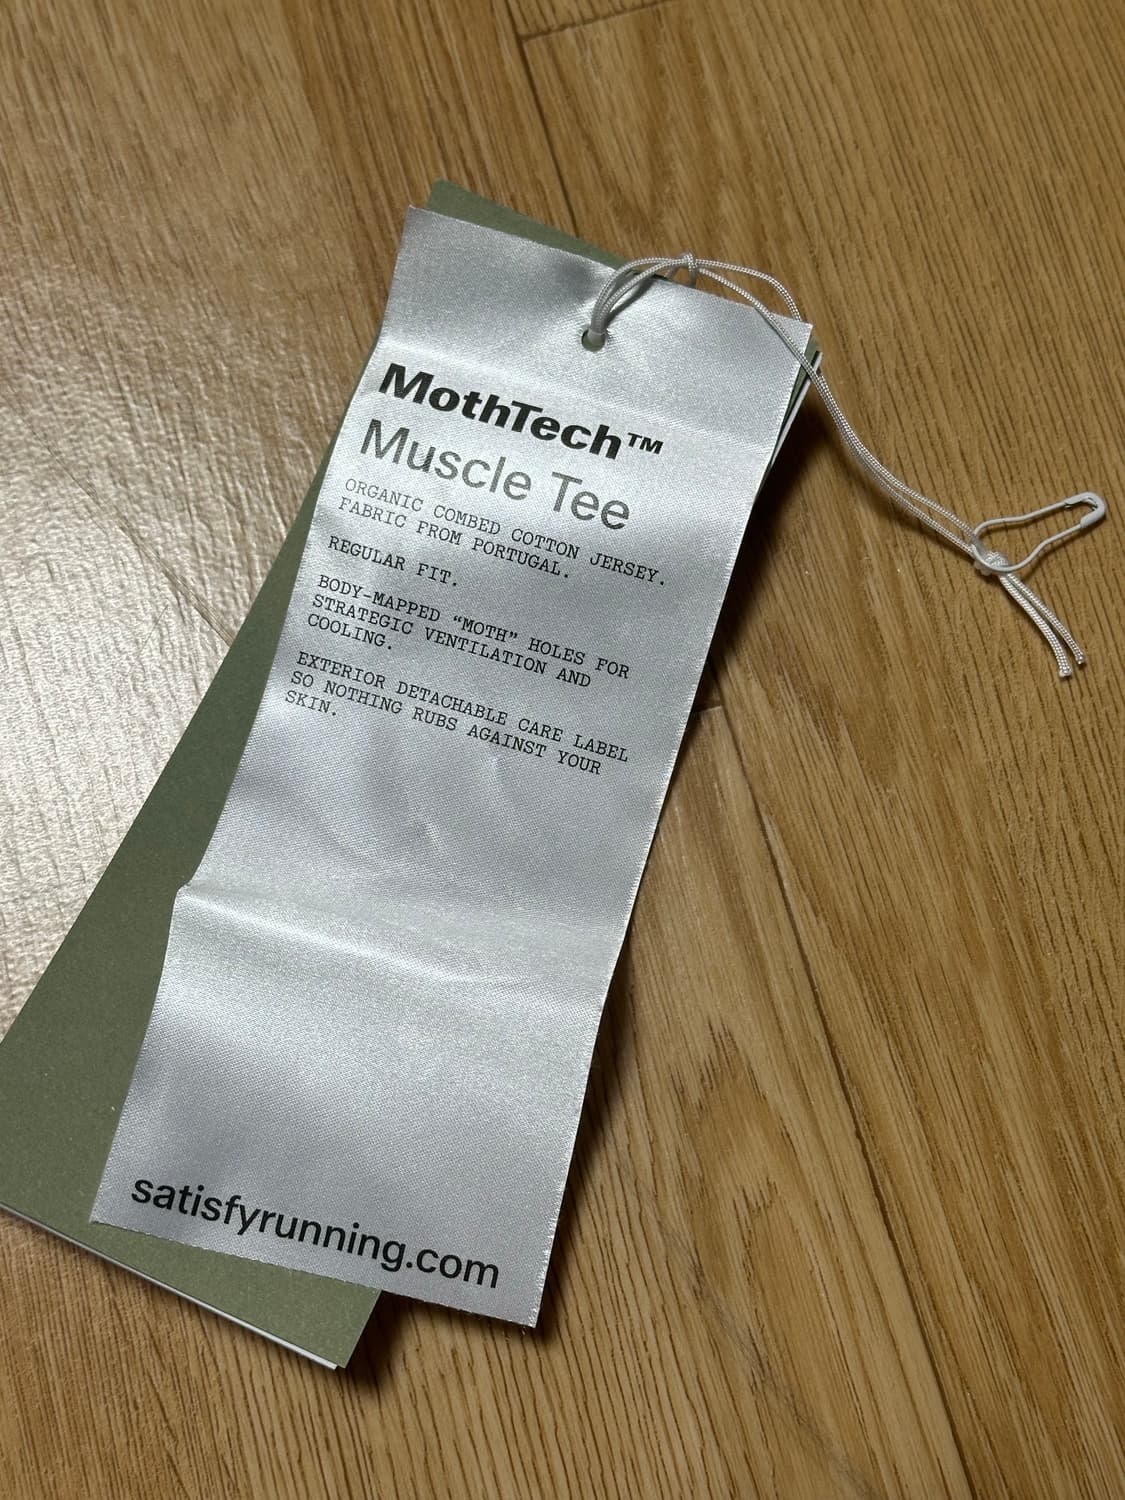 MothTech™
Muscle Tee
ORGANIC COMBED COTTON JERSEY.
FABRIC FROM PORTUGAL.
REGULAR FIT.
BODY-MAPPED “MOTH” HOLES FOR
STRATEGIC VENTILATION AND
COOLING.
EXTERIOR DETACHABLE CARE LABEL
SO NOTHING RUBS AGAINST YOUR
SKIN.
satisfyrunning.com